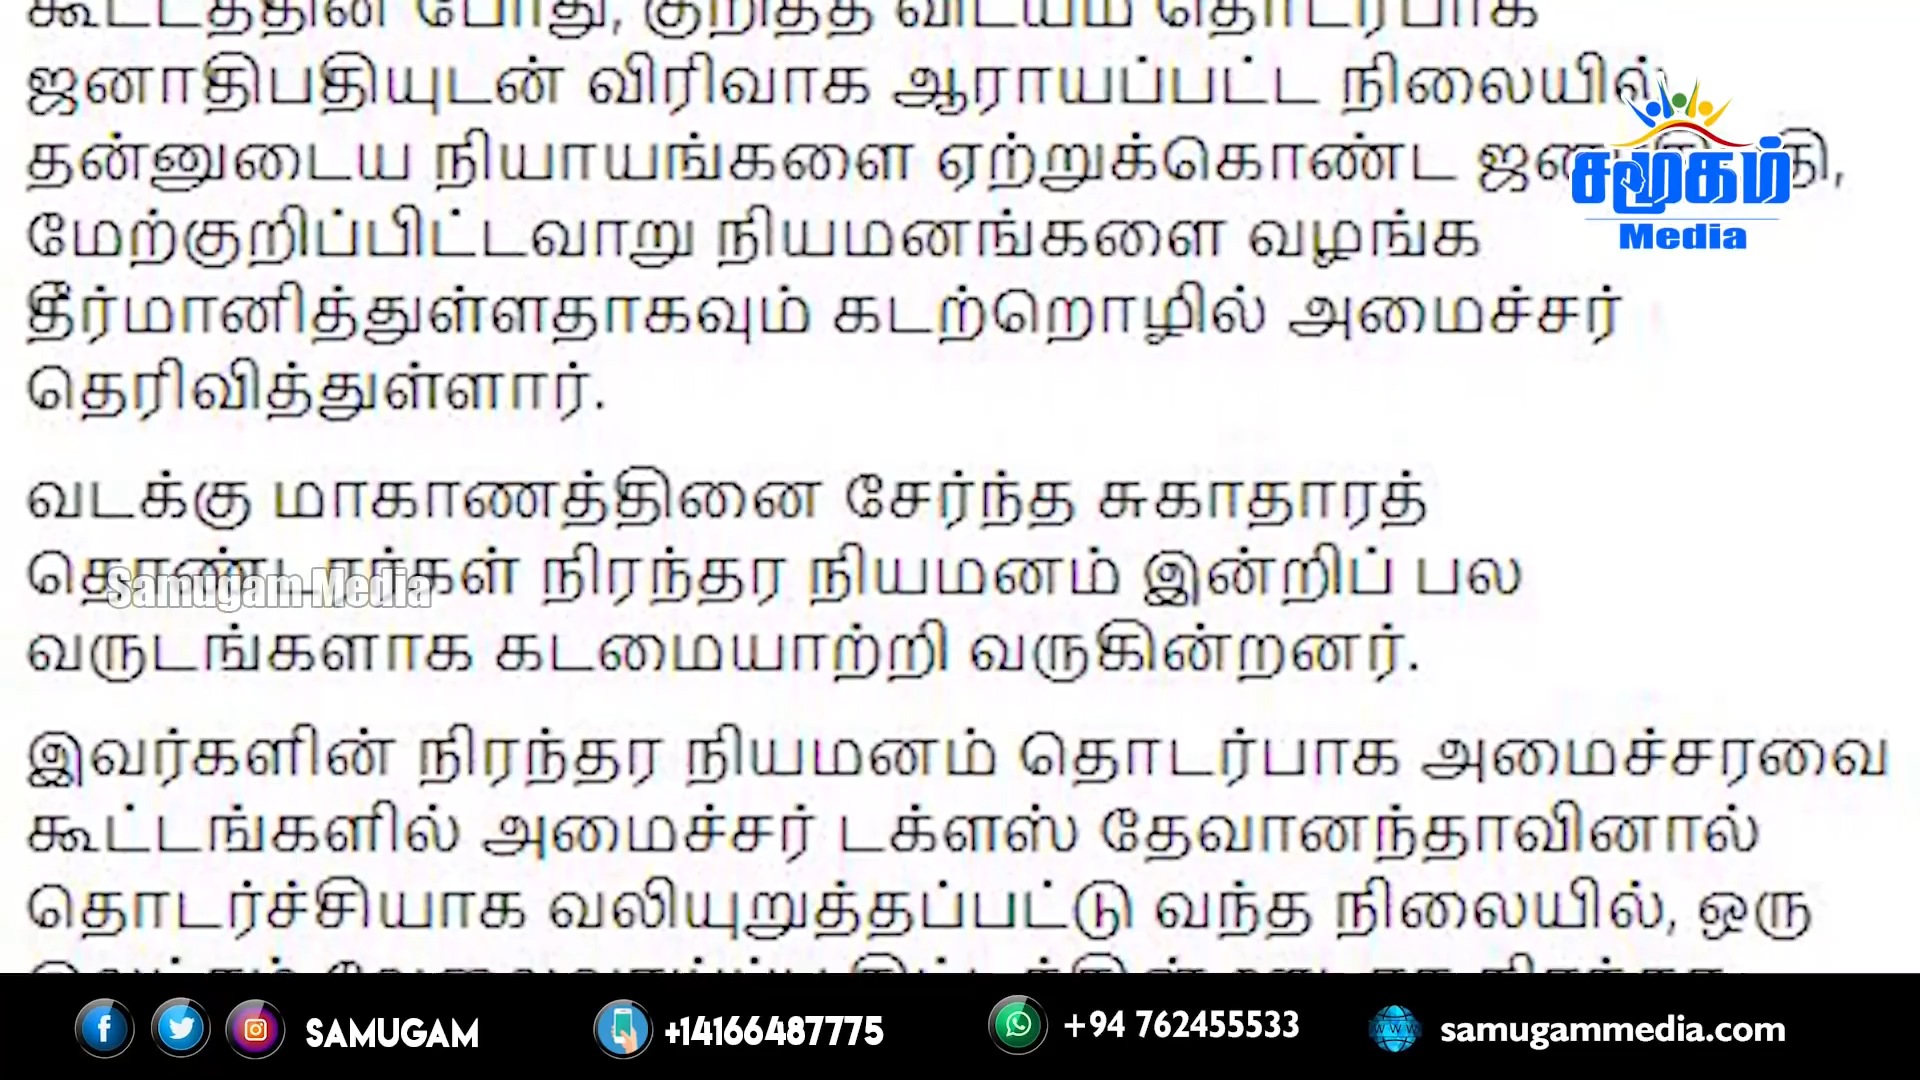 கூட்டத்தின் போது, குறித்த விடயம் தொடர்பாக
ஜனாதிபதியுடன் விரிவாக ஆராயப்பட்ட நிலையில்,
தன்னுடைய நியாயங்களை ஏற்றுக்கொண்ட
மேற்குறிப்பிட்டவாறு நியமனங்களை வழங்க
தீர்மானித்துள்ளதாகவும் கடற்றொழில் அமைச்சர்
தெரிவித்துள்ளார்.
வடக்கு மாகாணத்தினை சேர்ந்த சுகாதாரத்
நிரந்தர நியமனம் இன்றிப் பல
வருடங்களாக கடமையாற்றி வருகின்றனர்.
இவர்களின் நிரந்தர நியமனம் தொடர்பாக அமைச்சரவை
கூட்டங்களில் அமைச்சர் டக்ளஸ் தேவானந்தாவினால்
தொடர்ச்சியாக வலியுறுத்தப்பட்டு வந்த நிலையில், ஒரு
சமூகம்
Media
Samugam Media
SAMUGAM
+14166487775
+94 762455533
samugammedia.com